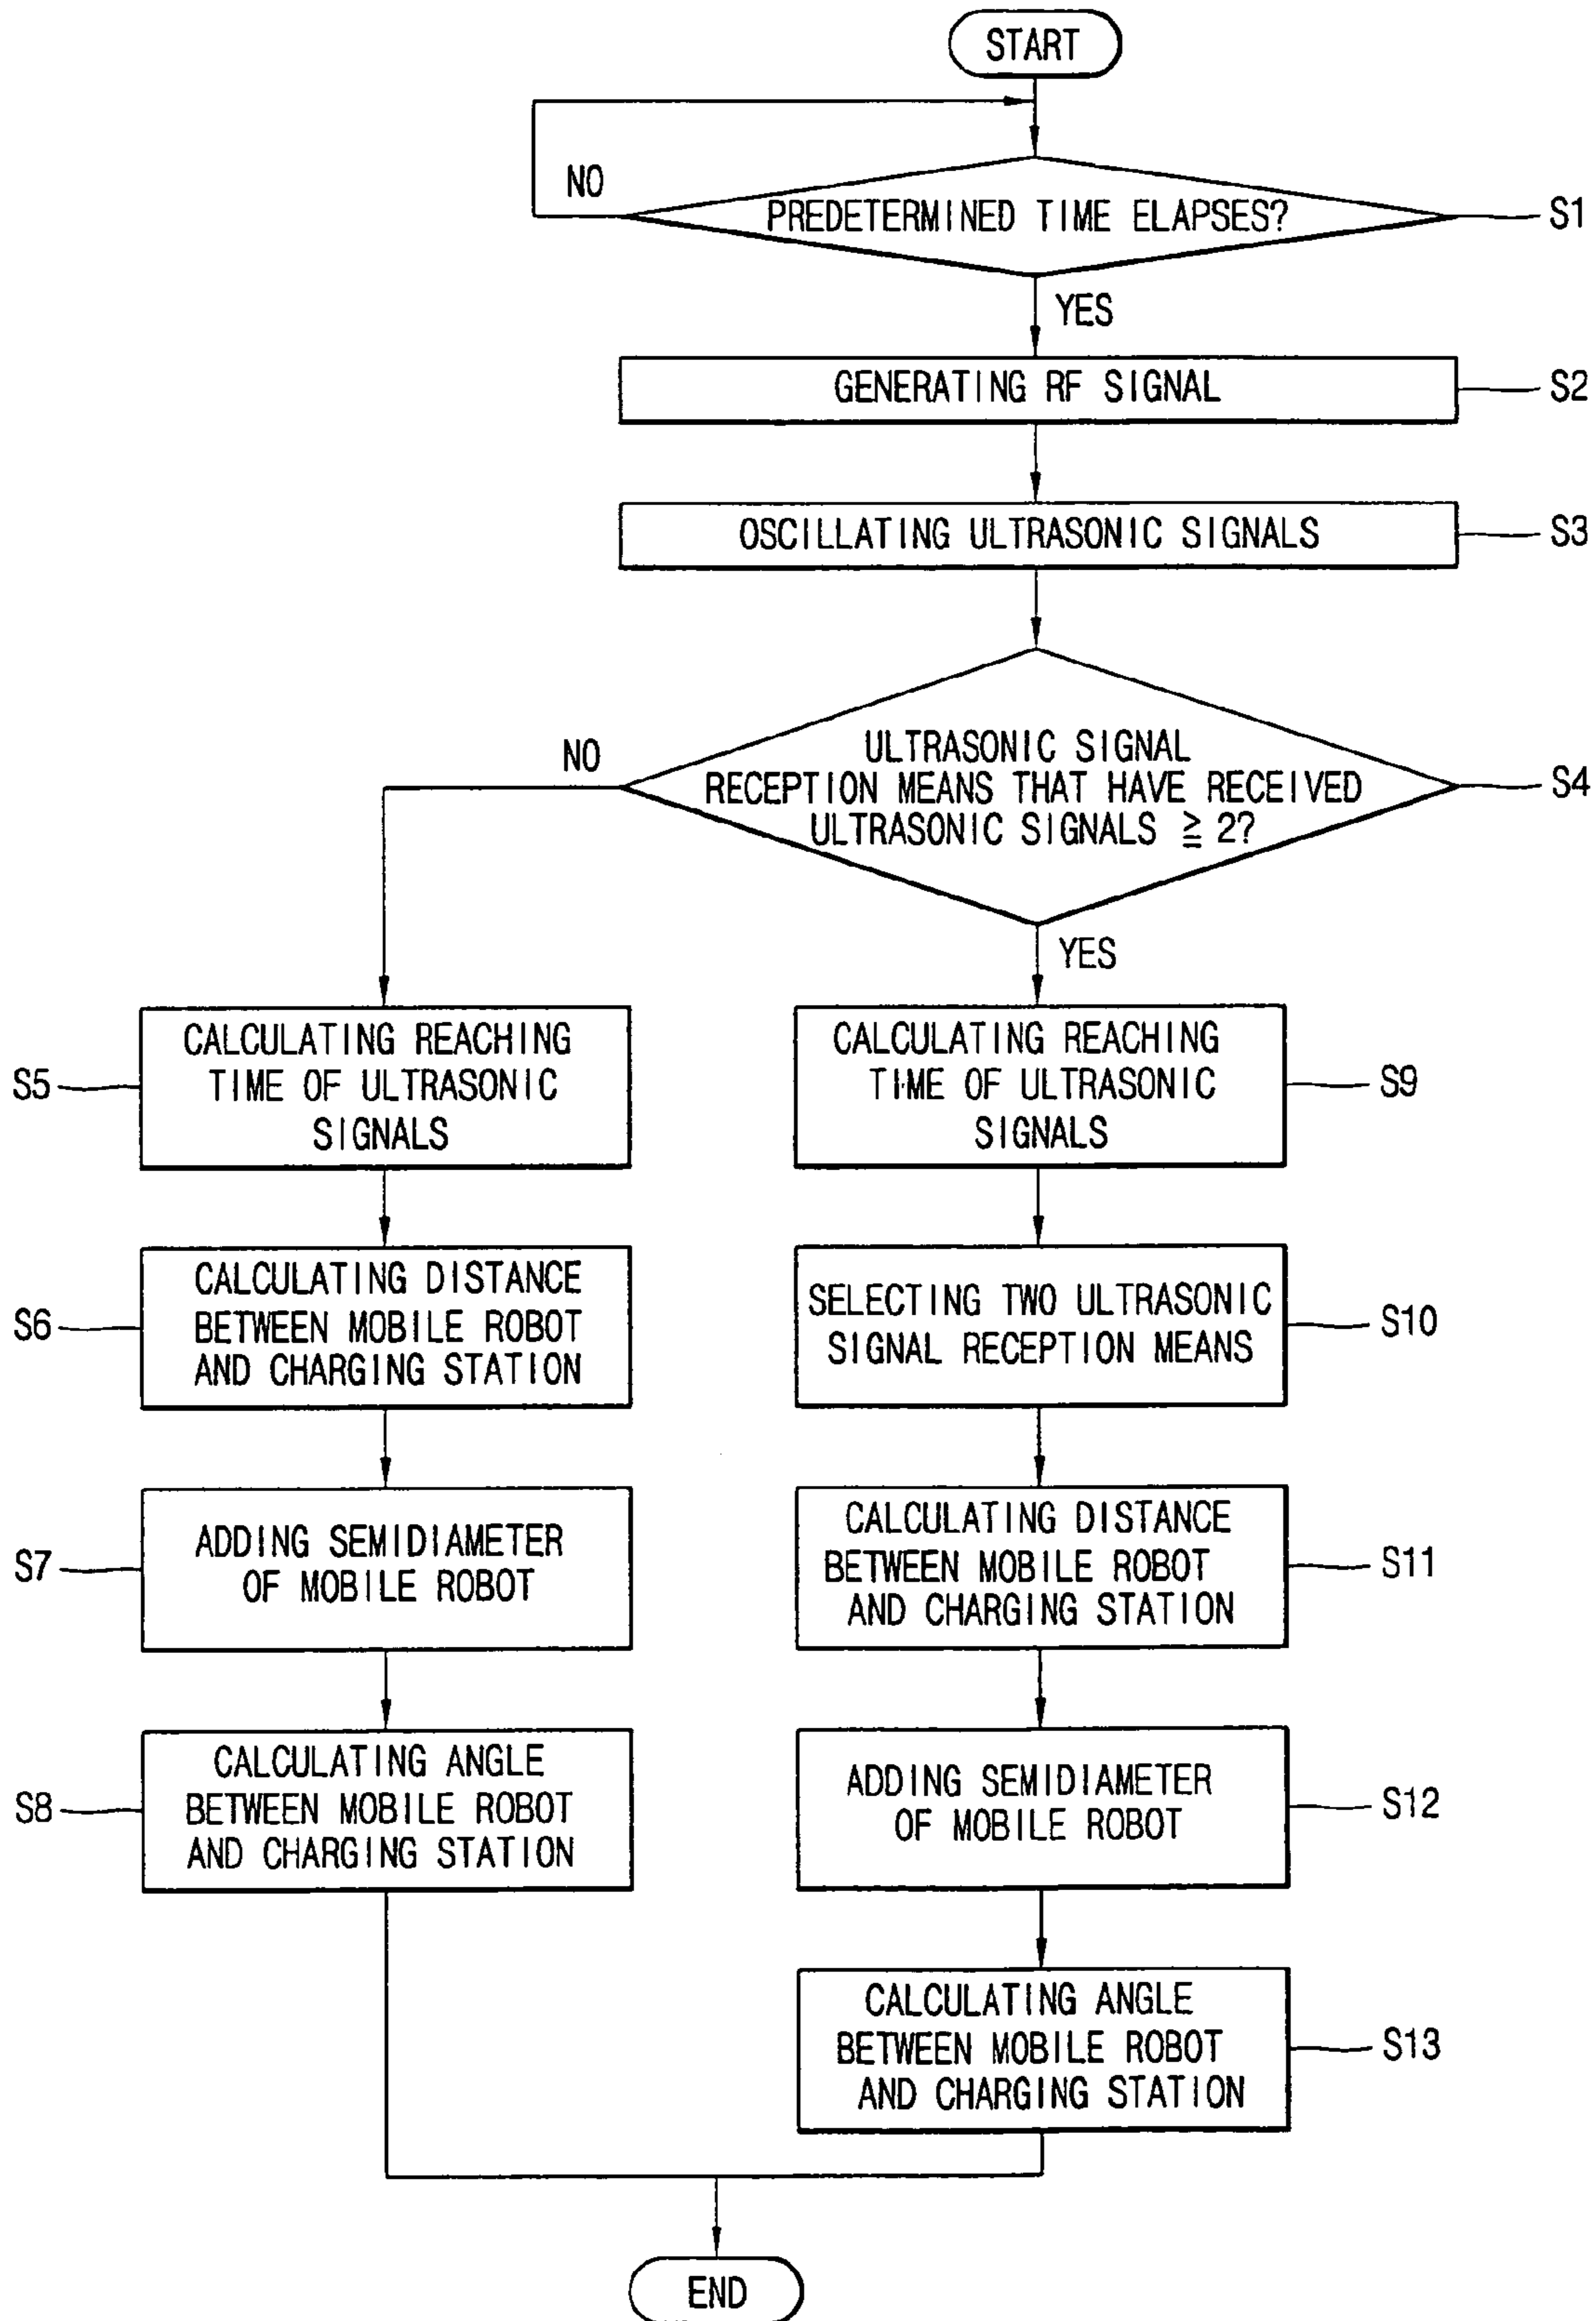 START
NO
PREDETERMINED TIME ELAPSES?
S1
YES
GENERATING RF SIGNAL
S2
OSCILLATING ULTRASONIC SIGNALS
S3
NO
ULTRASONIC SIGNAL
RECEPTION MEANS THAT HAVE RECEIVED
ULTRASONIC SIGNALS ≧ 2?
S4
YES
S5
CALCULATING REACHING
TIME OF ULTRASONIC
SIGNALS
S6
CALCULATING DISTANCE
BETWEEN MOBILE ROBOT
AND CHARGING STATION
S7
ADDING SEMIDIAMETER
OF MOBILE ROBOT
S8
CALCULATING ANGLE
BETWEEN MOBILE ROBOT
AND CHARGING STATION
CALCULATING REACHING
TIME OF ULTRASONIC
SIGNALS
S9
SELECTING TWO ULTRASONIC
SIGNAL RECEPTION MEANS
S10
CALCULATING DISTANCE
BETWEEN MOBILE ROBOT
AND CHARGING STATION
S11
ADDING SEMIDIAMETER
OF MOBILE ROBOT
S12
CALCULATING ANGLE
BETWEEN MOBILE ROBOT
AND CHARGING STATION
S13
END